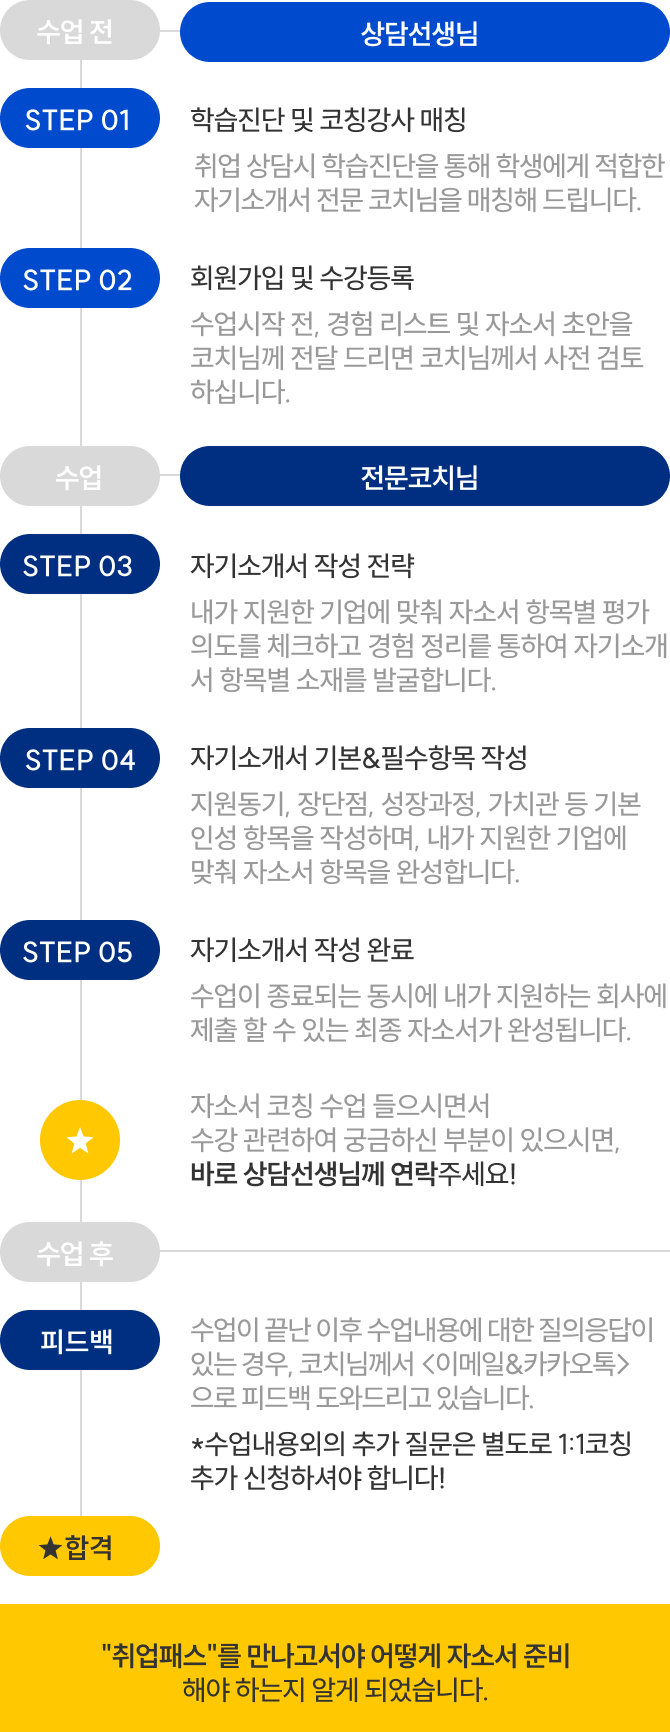 수업 전
상담선생님
STEP 01
학습진단 및 코칭강사 매칭
취업 상담시 학습진단을 통해 학생에게 적합한
자기소개서 전문 코치님을 매칭해 드립니다.
STEP 02
회원가입 및 수강등록
수업시작 전, 경험 리스트 및 자소서 초안을
코치님께 전달 드리면 코치님께서 사전 검토
하십니다.
수업
전문코치님
STEP 03
자기소개서 작성 전략
내가 지원한 기업에 맞춰 자소서 항목별 평가
의도를 체크하고 경험 정리를 통하여 자기소개
서 항목별 소재를 발굴합니다.
STEP 04
자기소개서 기본&필수항목 작성
지원동기, 장단점, 성장과정, 가치관 등 기본
인성 항목을 작성하며, 내가 지원한 기업에
맞춰 자소서 항목을 완성합니다.
STEP 05
자기소개서 작성 완료
수업이 종료되는 동시에 내가 지원하는 회사에
제출 할 수 있는 최종 자소서가 완성됩니다.
자소서 코칭 수업 들으시면서
수강 관련하여 궁금하신 부분이 있으시면,
바로 상담선생님께 연락주세요!
수업 후
피드백
수업이 끝난 이후 수업내용에 대한 질의응답이
있는 경우, 코치님께서 <이메일&카카오톡>
으로 피드백 도와드리고 있습니다.
*수업내용외의 추가 질문은 별도로 1:1코칭
추가 신청하셔야 합니다!
★합격
"취업패스"를 만나고서야 어떻게 자소서 준비
해야 하는지 알게 되었습니다.